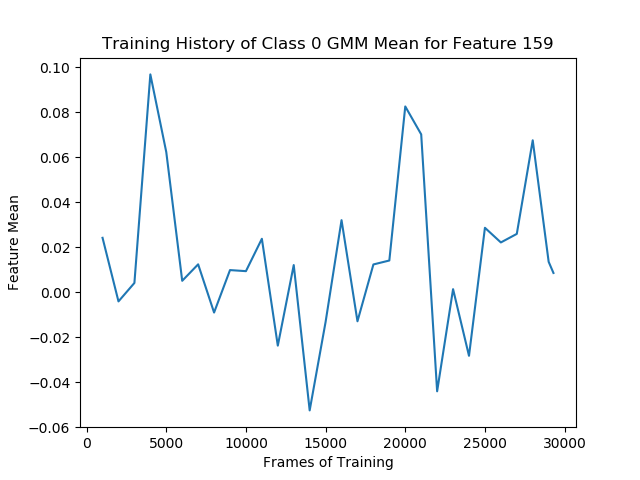 Training History of Class 0 GMM Mean for Feature 159
0.10
0.08
0.06
0.04
0.02
0.00
−0.02
−0.04
−0.06
Feature Mean
0 5000 10000 15000 20000 25000 30000
Frames of Training